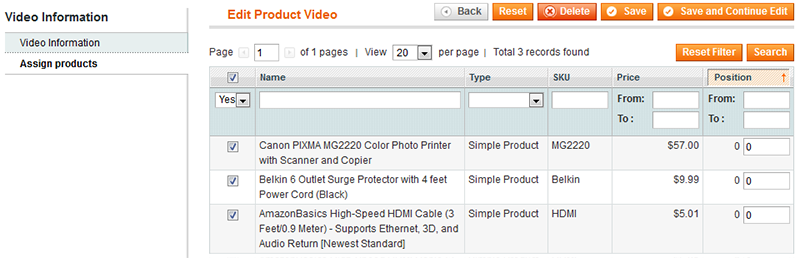 Video Information
Video Information
Assign products
Edit Product Video
Back Reset Delete Save Save and Continue Edit
Page 1 of 1 pages | View 20 per page | Total 3 records found
Reset Filter Search
Name Type SKU Price Position ↑
Yes From: From:
To : To :
Canon PIXMA MG2220 Color Photo Printer Simple Product MG2220 $57.00 0 0
with Scanner and Copier
Belkin 6 Outlet Surge Protector with 4 feet Simple Product Belkin $9.99 0 0
Power Cord (Black)
AmazonBasics High-Speed HDMI Cable (3 Simple Product HDMI $5.01 0 0
Feet/0.9 Meter) - Supports Ethernet, 3D, and
Audio Return [Newest Standard]